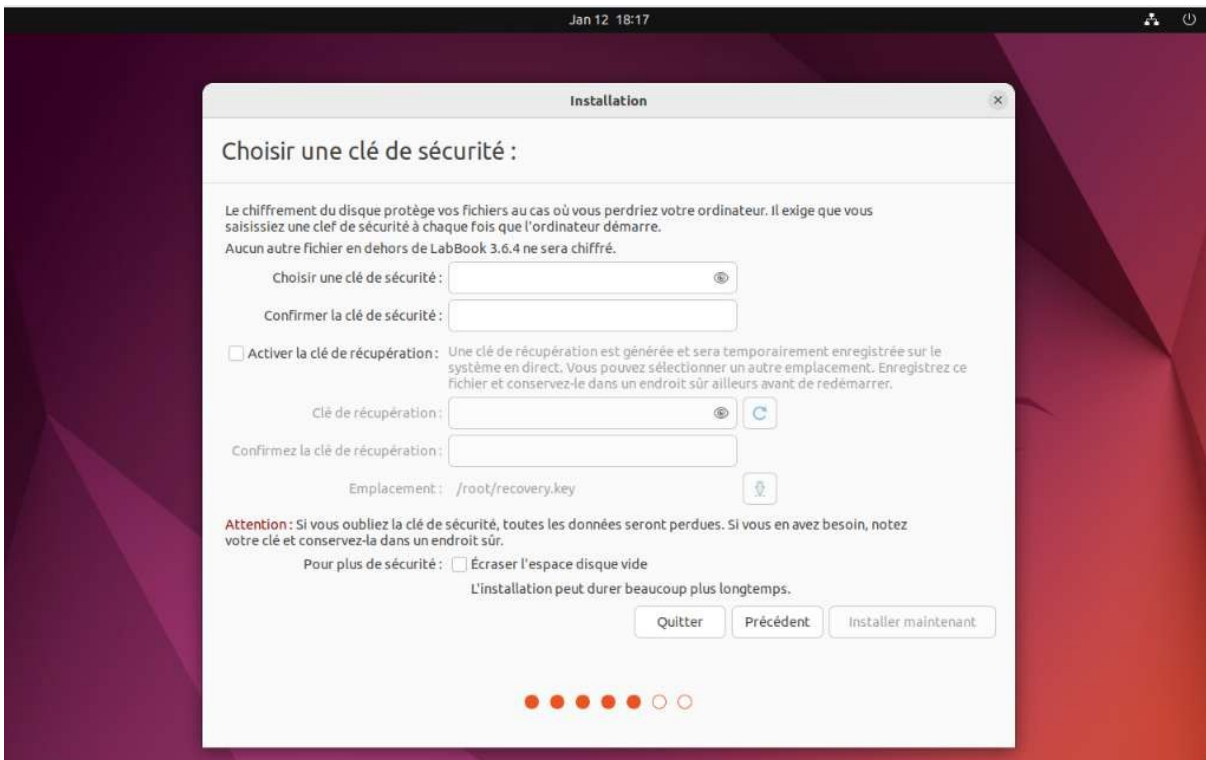 Jan 12 18:17
Installation
Choisir une clé de sécurité :
Le chiffrement du disque protège vos fichiers au cas où vous perdriez votre ordinateur. Il exige que vous
saisissiez une clef de sécurité à chaque fois que l'ordinateur démarre.
Aucun autre fichier en dehors de LabBook 3.6.4 ne sera chiffré.
Choisir une clé de sécurité :
Confirmer la clé de sécurité :
Activer la clé de récupération : Une clé de récupération est générée et sera temporairement enregistrée sur le
système en direct. Vous pouvez sélectionner un autre emplacement. Enregistrez ce
fichier et conservez-le dans un endroit sûr ailleurs avant de redémarrer.
Clé de récupération :
Confirmez la clé de récupération :
Emplacement : /root/recovery.key
Attention : Si vous oubliez la clé de sécurité, toutes les données seront perdues. Si vous en avez besoin, notez
votre clé et conservez-la dans un endroit sûr.
Pour plus de sécurité : Écraser l'espace disque vide
L'installation peut durer beaucoup plus longtemps.
Quitter Précédent Installer maintenant